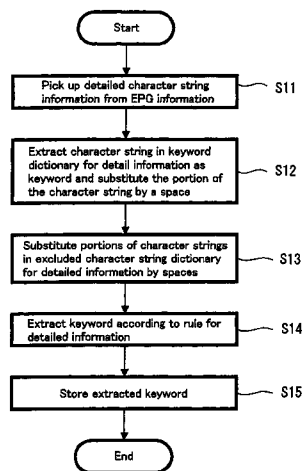 Start
Pick up detailed character string
information from EPG information
S11
Extract character string in keyword
dictionary for detail information as
keyword and substitute the portion
of the character string by a space
S12
Substitute portions of character strings
in excluded character string dictionary
for detailed information by spaces
S13
Extract keyword according to rule for
detailed information
S14
Store extracted keyword
S15
End